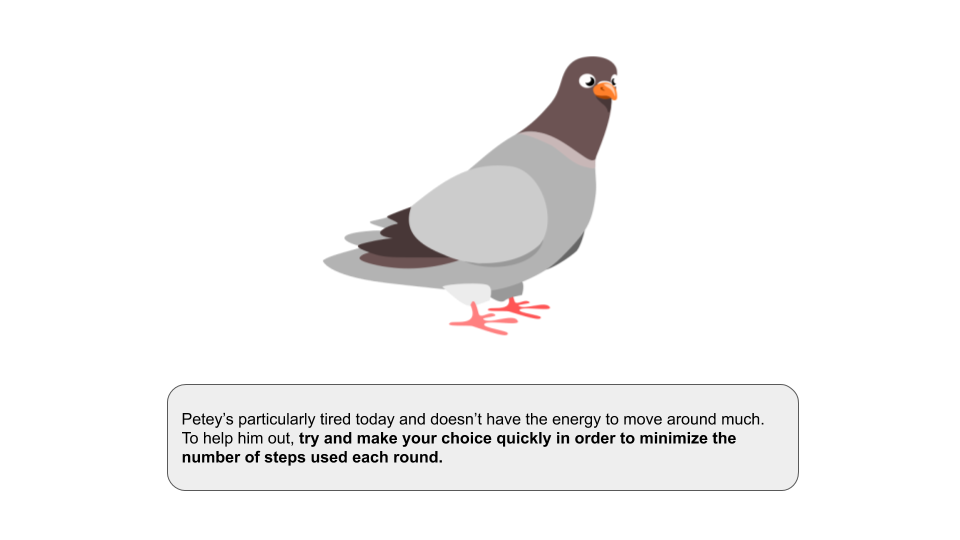 Petey’s particularly tired today and doesn’t have the energy to move around much.
To help him out, try and make your choice quickly in order to minimize the
number of steps used each round.